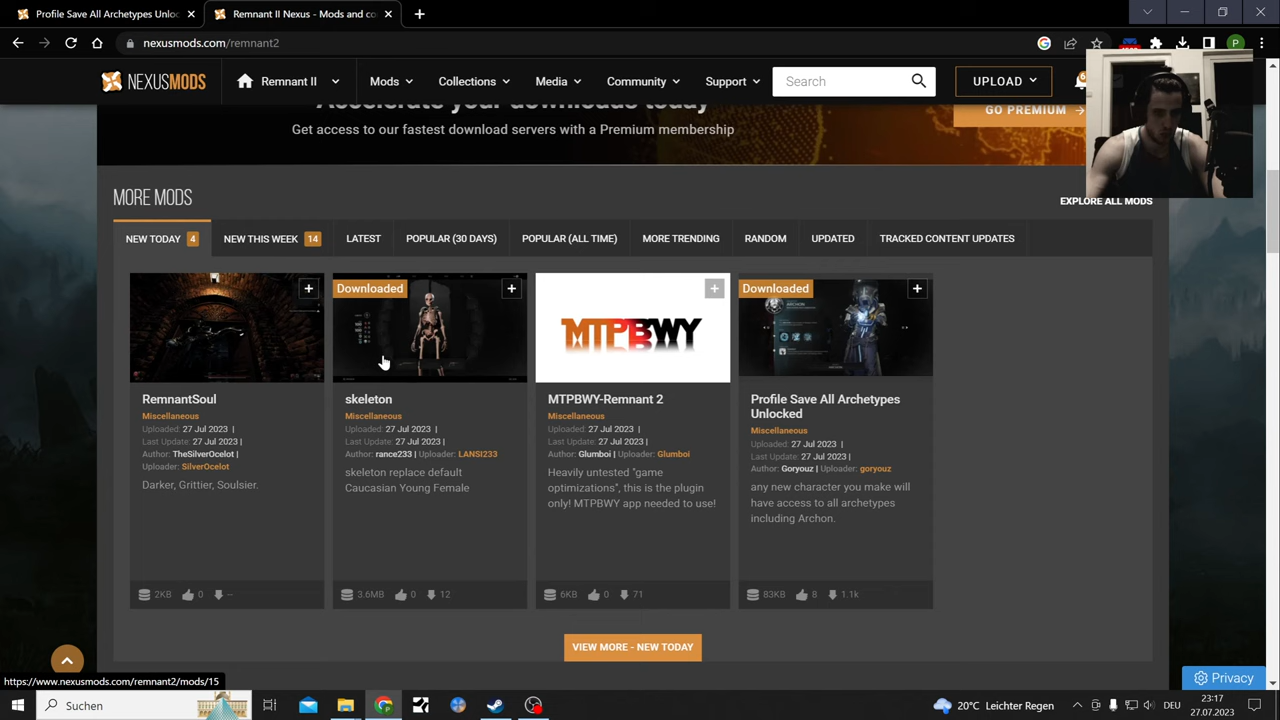 Profile Save All Archetypes Unloc
Remnant II Nexus - Mods and co
nexusmods.com/remnant2
P
NEXUSMODS
Remnant II
Mods
Collections
Media
Community
Support
Search
UPLOAD
Accelerate your downloads today
Get access to our fastest download servers with a Premium membership
GO PREMIUM
MORE MODS
EXPLORE ALL MODS
NEW TODAY 4
NEW THIS WEEK 14
LATEST
POPULAR (30 DAYS)
POPULAR (ALL TIME)
MORE TRENDING
RANDOM
UPDATED
TRACKED CONTENT UPDATES
RemnantSoul
Miscellaneous
Uploaded: 27 Jul 2023 |
Last Update: 27 Jul 2023 |
Author: TheSilverOcelot |
Uploader: SilverOcelot
Darker, Grittier, Soulsier.
2KB 0 --
Downloaded
skeleton
Miscellaneous
Uploaded: 27 Jul 2023 |
Last Update: 27 Jul 2023 |
Author: rance233 | Uploader: LANSI233
skeleton replace default
Caucasian Young Female
3.6MB 0 12
MTPBWY
MTPBWY-Remnant 2
Miscellaneous
Uploaded: 27 Jul 2023 |
Last Update: 27 Jul 2023 |
Author: Glumboi | Uploader: Glumboi
Heavily untested "game
optimizations", this is the plugin
only! MTPBWY app needed to use!
6KB 0 71
Downloaded
ARCHON
Profile Save All Archetypes
Unlocked
Miscellaneous
Uploaded: 27 Jul 2023 |
Last Update: 27 Jul 2023 |
Author: Goryouz | Uploader: goryouz
any new character you make will
have access to all archetypes
including Archon.
83KB 8 1.1k
VIEW MORE - NEW TODAY
Privacy
https://www.nexusmods.com/remnant2/mods/15
Suchen
20°C Leichter Regen
DEU
23:17
27.07.2023